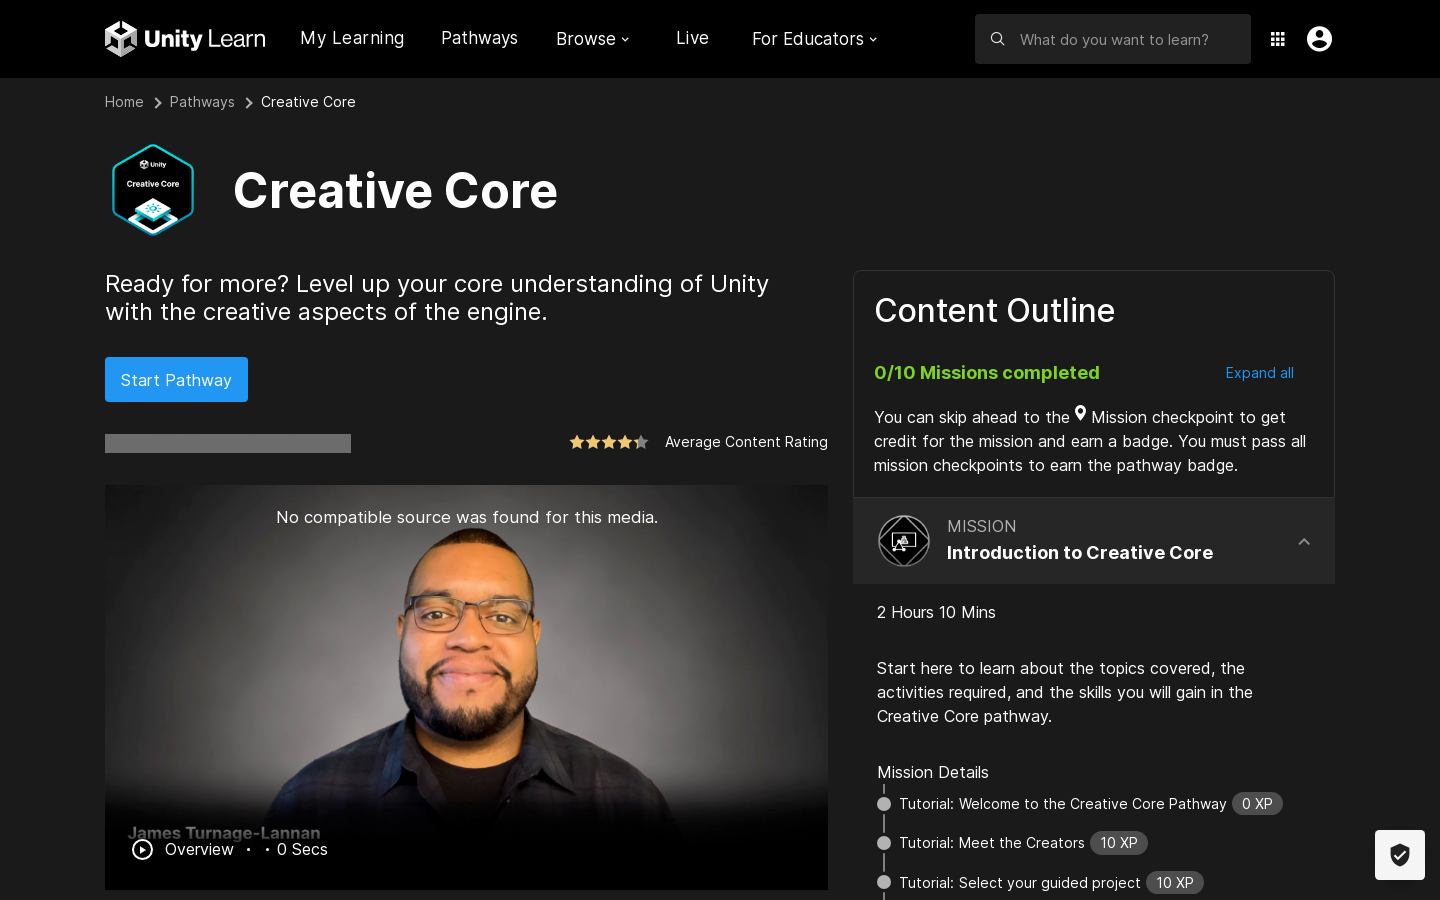 Unity Learn
My Learning
Pathways
Browse
Live
For Educators
What do you want to learn?
Home
Pathways
Creative Core
Unity
Creative Core
Creative Core
Ready for more? Level up your core understanding of Unity
with the creative aspects of the engine.
Start Pathway
Average Content Rating
No compatible source was found for this media.
James Turnage-Lannan
Overview • • 0 Secs
Content Outline
0/10 Missions completed
Expand all
You can skip ahead to the Mission checkpoint to get
credit for the mission and earn a badge. You must pass all
mission checkpoints to earn the pathway badge.
MISSION
Introduction to Creative Core
2 Hours 10 Mins
Start here to learn about the topics covered, the
activities required, and the skills you will gain in the
Creative Core pathway.
Mission Details
Tutorial: Welcome to the Creative Core Pathway 0 XP
Tutorial: Meet the Creators 10 XP
Tutorial: Select your guided project 10 XP